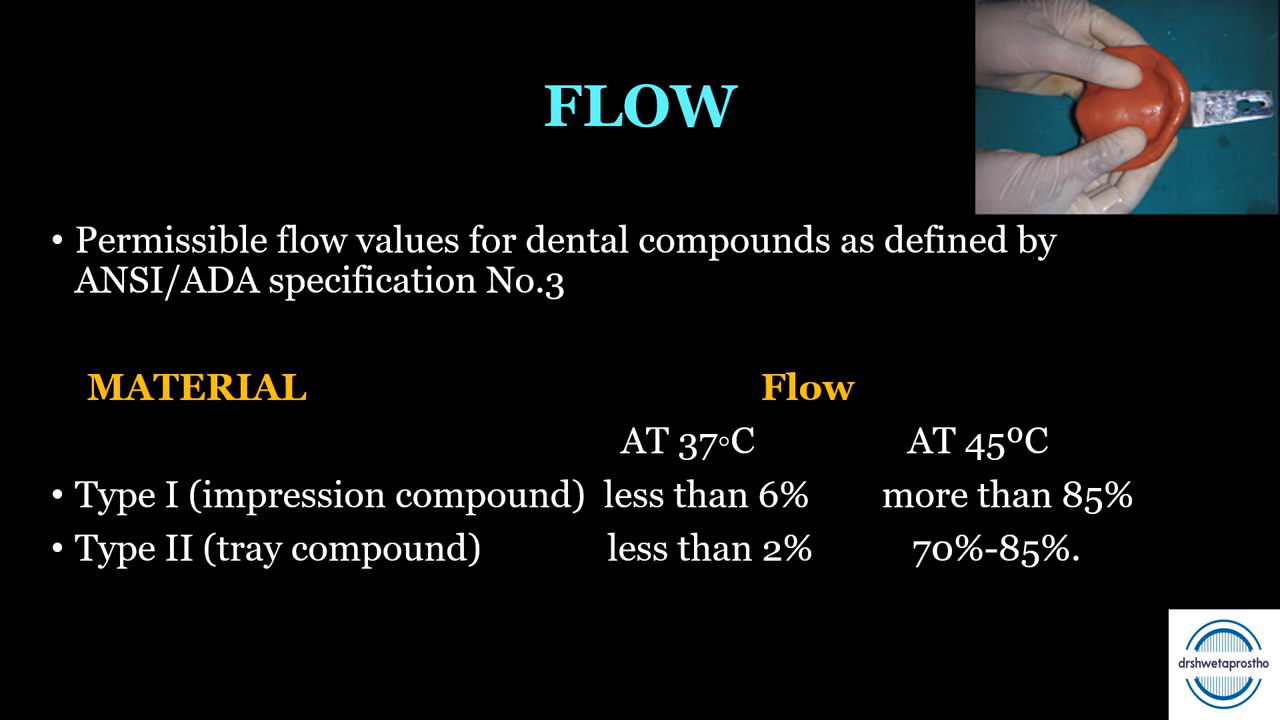 FLOW
• Permissible flow values for dental compounds as defined by
ANSI/ADA specification No.3
MATERIAL Flow
AT 37◦C AT 45ºC
• Type I (impression compound) less than 6% more than 85%
• Type II (tray compound) less than 2% 70%-85%.
drshwetaprostho